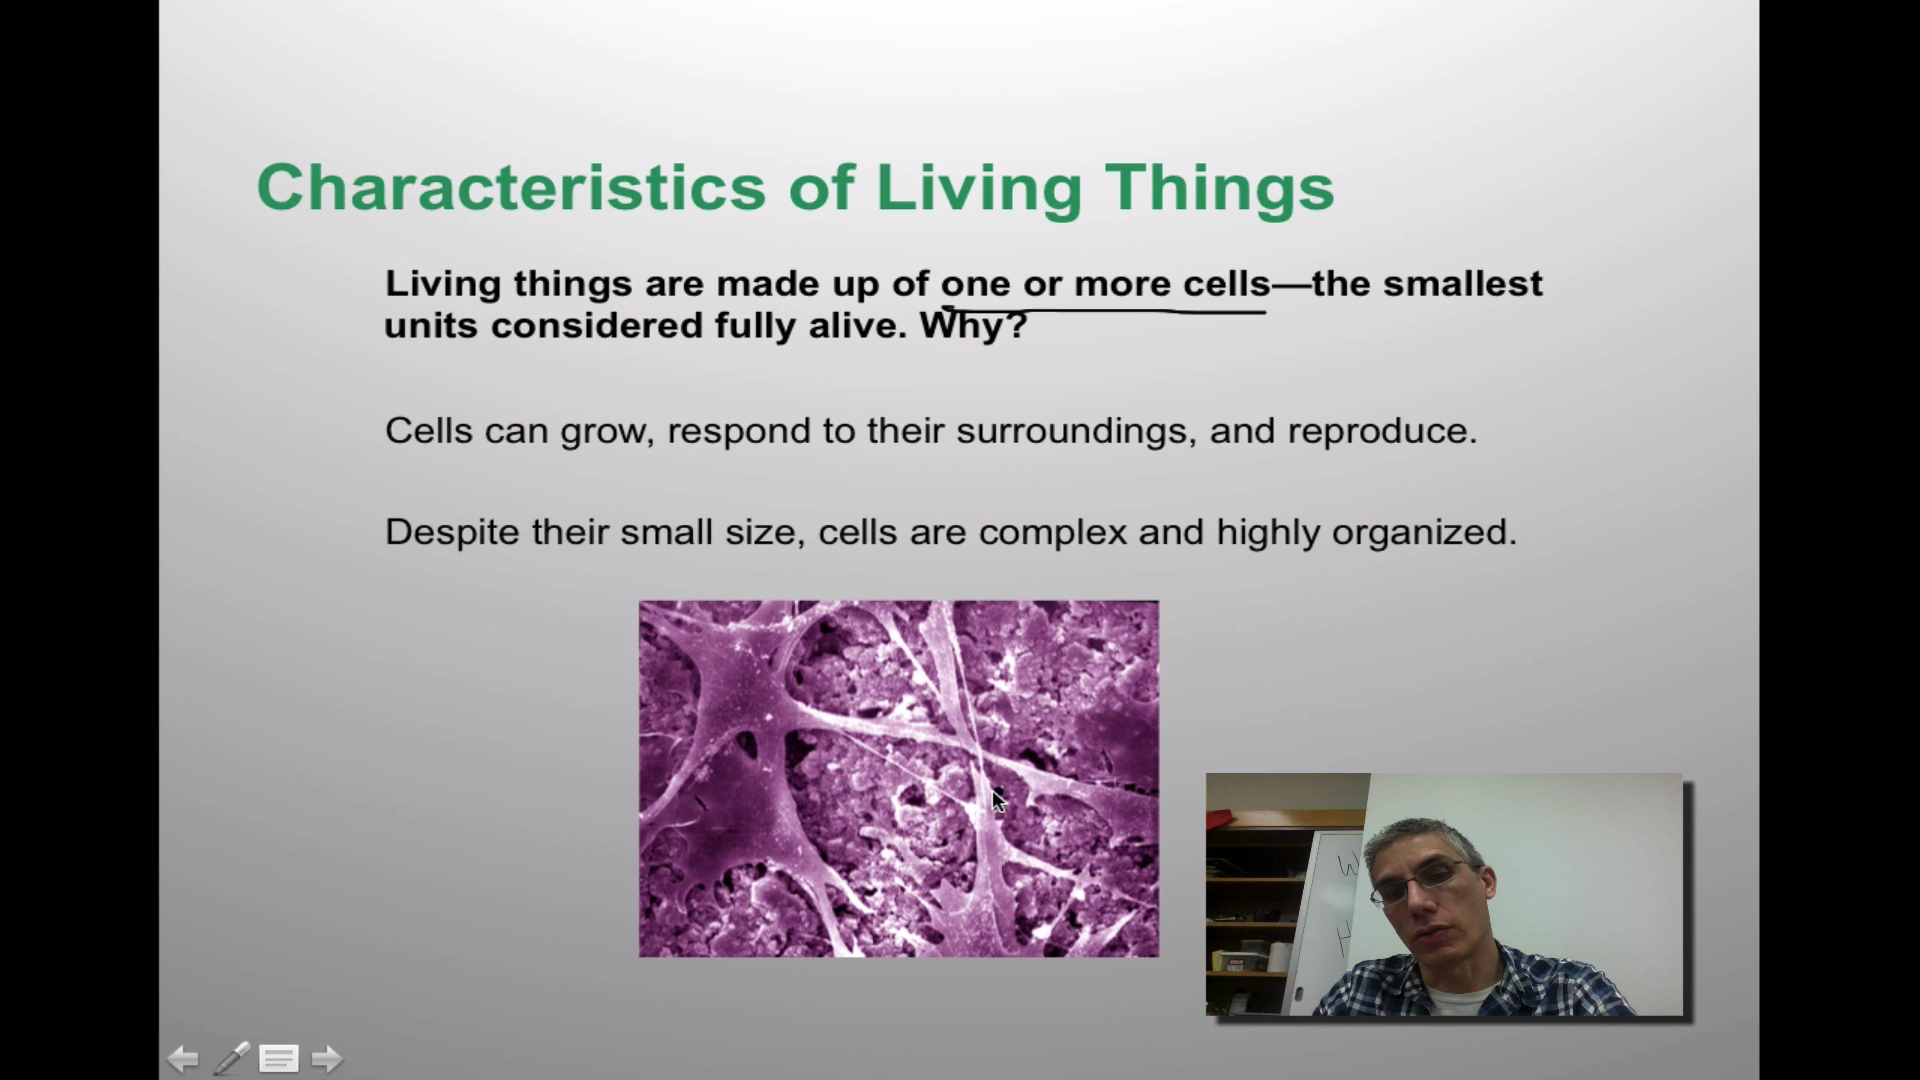 Characteristics of Living Things
Living things are made up of one or more cells—the smallest
units considered fully alive. Why?
Cells can grow, respond to their surroundings, and reproduce.
Despite their small size, cells are complex and highly organized.
W
H